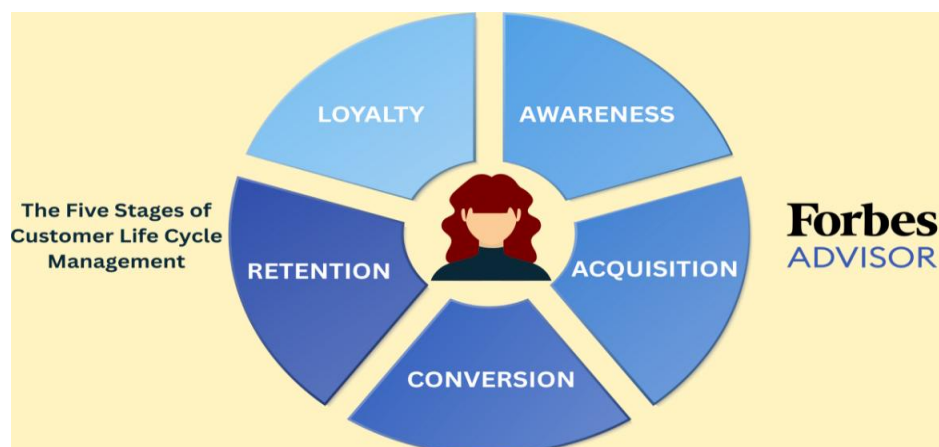 The Five Stages of
Customer Life Cycle
Management
LOYALTY
AWARENESS
RETENTION
ACQUISITION
CONVERSION
Forbes
ADVISOR